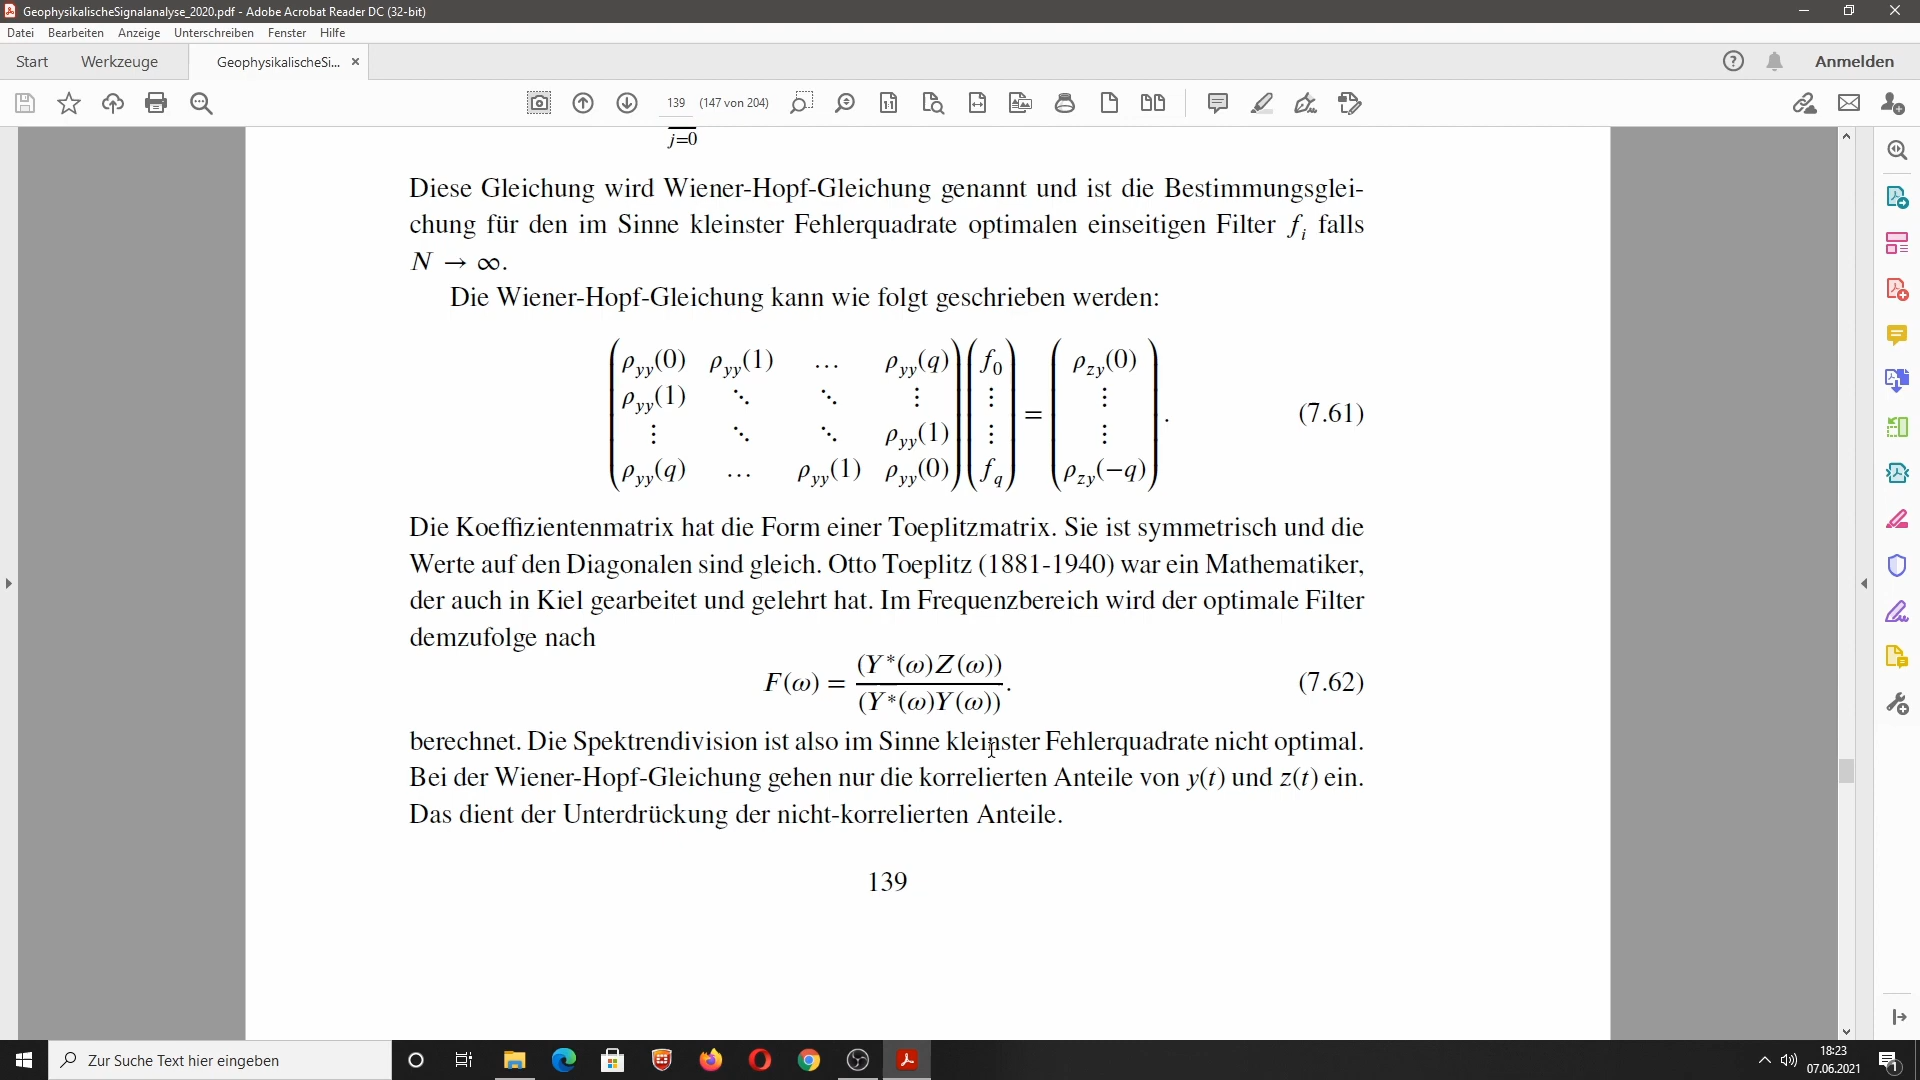 GeophysikalischeSignalanalyse_2020.pdf - Adobe Acrobat Reader DC (32-bit)
Datei Bearbeiten Anzeige Unterschreiben Fenster Hilfe
Start Werkzeuge GeophysikalischeSi... × Anmelden
139 (147 von 204)
j=0
Diese Gleichung wird Wiener-Hopf-Gleichung genannt und ist die Bestimmungsglei-
chung für den im Sinne kleinster Fehlerquadrate optimalen einseitigen Filter f_i falls
N → ∞.
Die Wiener-Hopf-Gleichung kann wie folgt geschrieben werden:
ρ_yy(0) ρ_yy(1) … ρ_yy(q) f_0 ρ_zy(0)
ρ_yy(1) ⋱ ⋱ ⋮ ⋮ ⋮
= . (7.61)
⋮ ⋱ ⋱ ρ_yy(1) ⋮ ⋮
ρ_yy(q) … ρ_yy(1) ρ_yy(0) f_q ρ_zy(−q)
Die Koeffizientenmatrix hat die Form einer Toeplitzmatrix. Sie ist symmetrisch und die
Werte auf den Diagonalen sind gleich. Otto Toeplitz (1881-1940) war ein Mathematiker,
der auch in Kiel gearbeitet und gelehrt hat. Im Frequenzbereich wird der optimale Filter
demzufolge nach
F(ω) = (Y*(ω)Z(ω)) / (Y*(ω)Y(ω)). (7.62)
berechnet. Die Spektrendivision ist also im Sinne kleinster Fehlerquadrate nicht optimal.
Bei der Wiener-Hopf-Gleichung gehen nur die korrelierten Anteile von y(t) und z(t) ein.
Das dient der Unterdrückung der nicht-korrelierten Anteile.
139
Zur Suche Text hier eingeben
18:23
07.06.2021
1